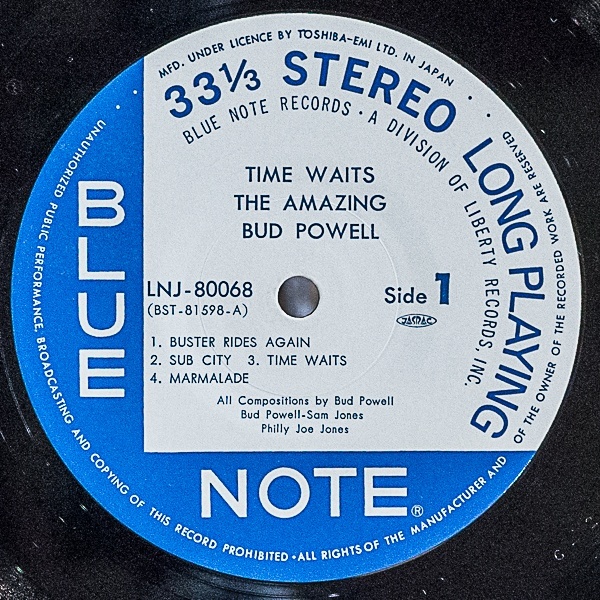 MFD. UNDER LICENCE BY TOSHIBA-EMI LTD. IN JAPAN
33⅓ STEREO LONG PLAYING
BLUE NOTE RECORDS · A DIVISION OF LIBERTY RECORDS, INC.
TIME WAITS
THE AMAZING
BUD POWELL
LNJ-80068
(BST-81598-A)
Side 1
JASRAC
1. BUSTER RIDES AGAIN
2. SUB CITY 3. TIME WAITS
4. MARMALADE
All Compositions by Bud Powell
Bud Powell-Sam Jones
Philly Joe Jones
BLUE
NOTE®
UNAUTHORIZED PUBLIC PERFORMANCE, BROADCASTING AND COPYING OF THIS RECORD PROHIBITED · ALL RIGHTS OF THE MANUFACTURER AND OF THE OWNER OF THE RECORDED WORK ARE RESERVED